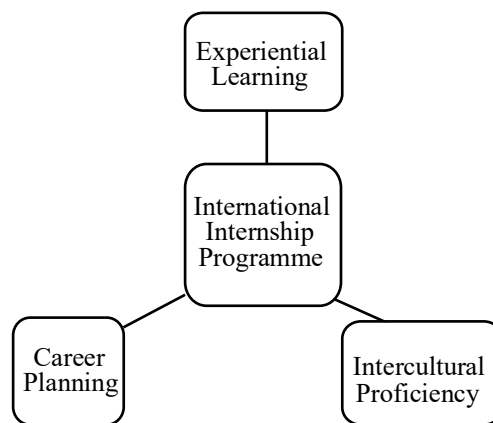 Experiential
Learning
International
Internship
Programme
Career
Planning
Intercultural
Proficiency